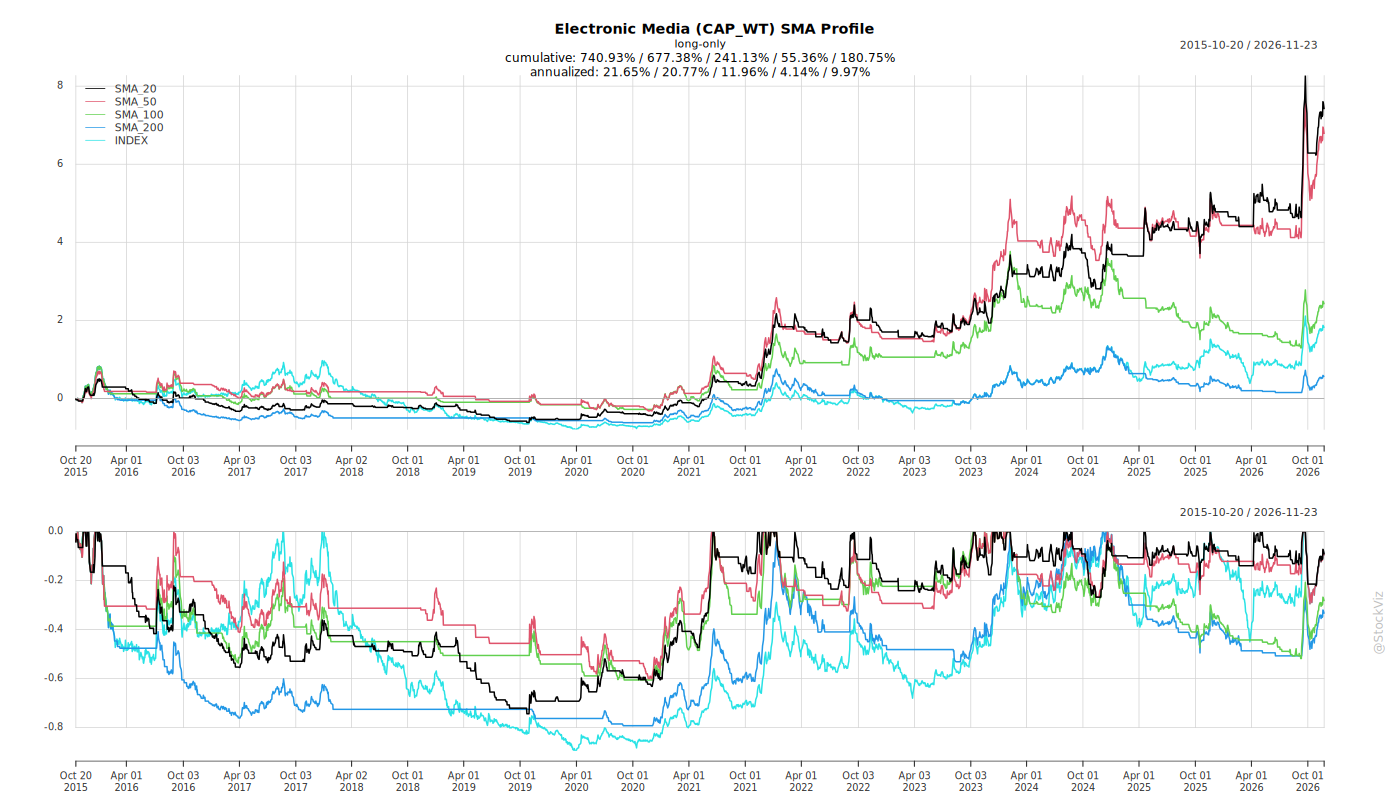 Electronic Media (CAP_WT) SMA Profile
long-only
cumulative: 740.93% / 677.38% / 241.13% / 55.36% / 180.75%
annualized: 21.65% / 20.77% / 11.96% / 4.14% / 9.97%
2015-10-20 / 2026-11-23
SMA_20
SMA_50
SMA_100
SMA_200
INDEX
8
6
4
2
0
Oct 20 Apr 01 Oct 03 Apr 03 Oct 03 Apr 02 Oct 01 Apr 01 Oct 01 Apr 01 Oct 01 Apr 01 Oct 01 Apr 01 Oct 03 Apr 03 Oct 03 Apr 01 Oct 01 Apr 01 Oct 01 Apr 01 Oct 01
2015 2016 2016 2017 2017 2018 2018 2019 2019 2020 2020 2021 2021 2022 2022 2023 2023 2024 2024 2025 2025 2026 2026
2015-10-20 / 2026-11-23
0.0
-0.2
-0.4
-0.6
-0.8
Oct 20 Apr 01 Oct 03 Apr 03 Oct 03 Apr 02 Oct 01 Apr 01 Oct 01 Apr 01 Oct 01 Apr 01 Oct 01 Apr 01 Oct 03 Apr 03 Oct 03 Apr 01 Oct 01 Apr 01 Oct 01 Apr 01 Oct 01
2015 2016 2016 2017 2017 2018 2018 2019 2019 2020 2020 2021 2021 2022 2022 2023 2023 2024 2024 2025 2025 2026 2026
@StockViz